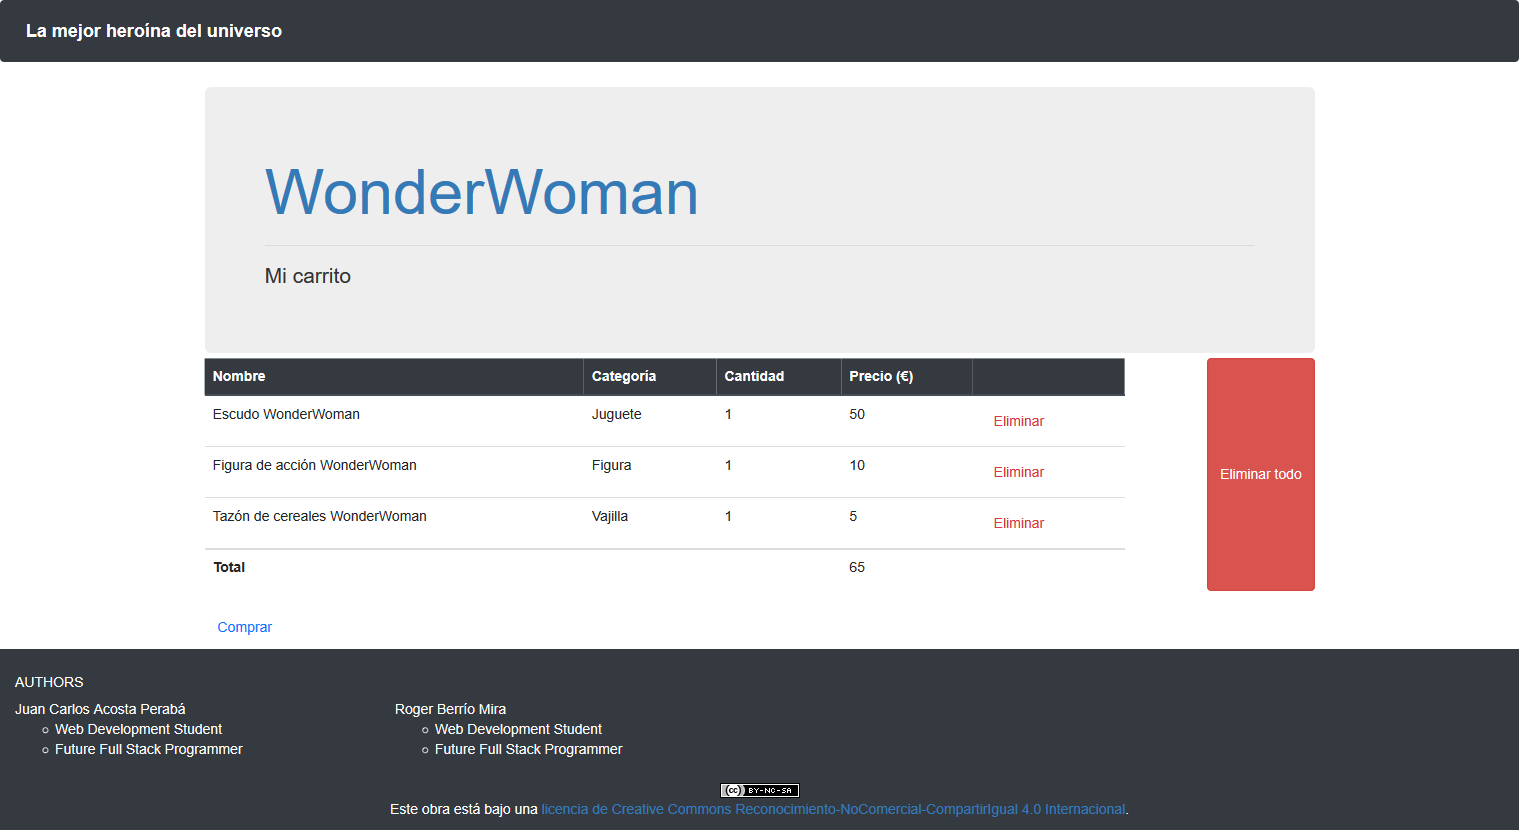 La mejor heroína del universo
WonderWoman
Mi carrito
Nombre Categoría Cantidad Precio (€)
Escudo WonderWoman Juguete 1 50 Eliminar
Figura de acción WonderWoman Figura 1 10 Eliminar
Tazón de cereales WonderWoman Vajilla 1 5 Eliminar
Total 65
Eliminar todo
Comprar
AUTHORS
Juan Carlos Acosta Perabá
Web Development Student
Future Full Stack Programmer
Roger Berrío Mira
Web Development Student
Future Full Stack Programmer
cc BY-NC-SA
Este obra está bajo una licencia de Creative Commons Reconocimiento-NoComercial-CompartirIgual 4.0 Internacional.